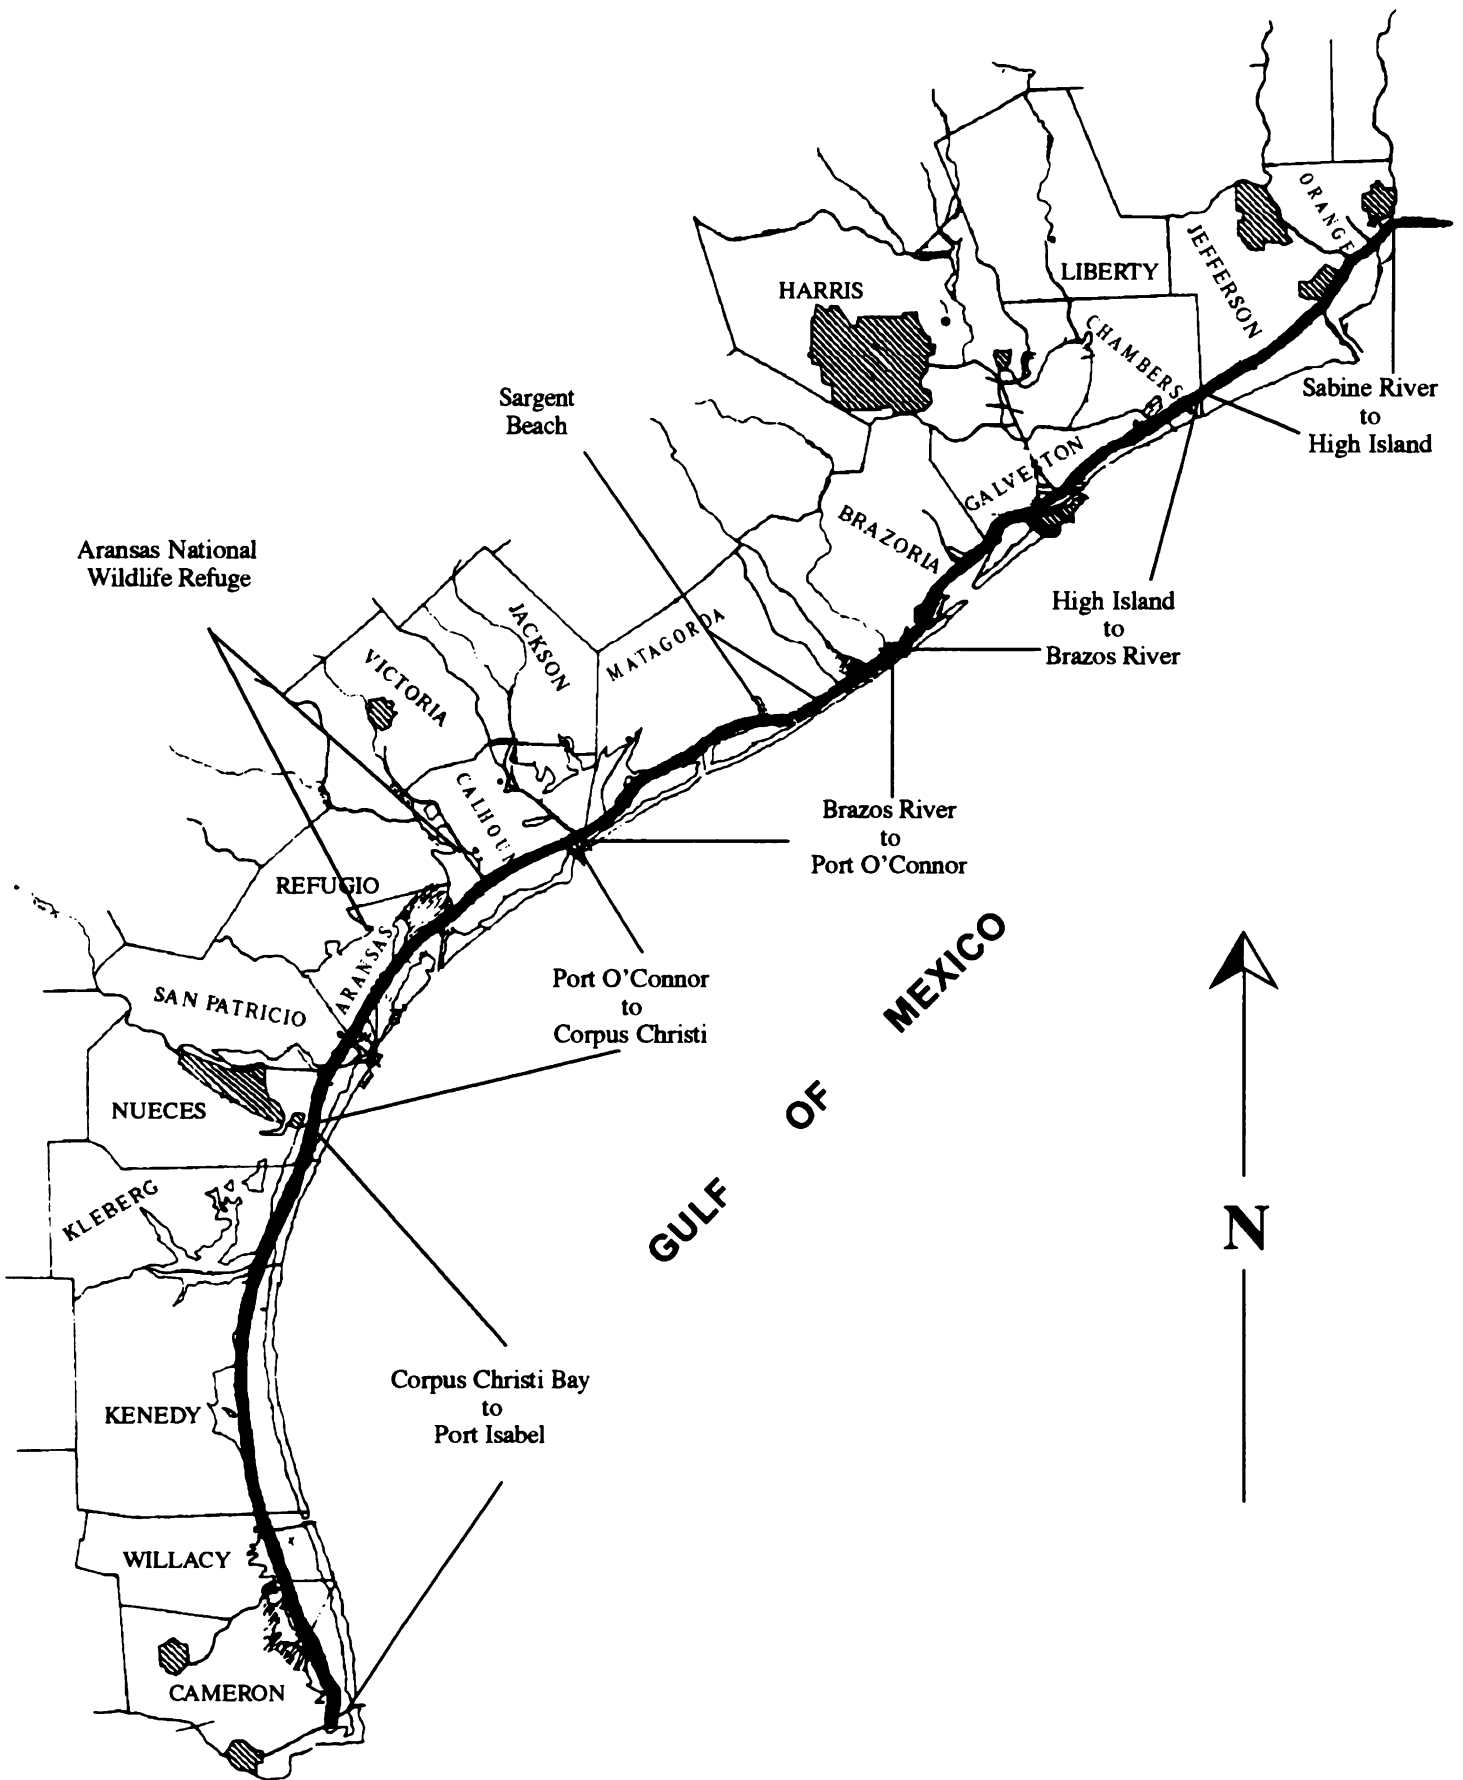 ORANGE
JEFFERSON
LIBERTY
HARRIS
CHAMBERS
Sabine River
to
High Island
Sargent
Beach
GALVESTON
BRAZORIA
Aransas National
Wildlife Refuge
High Island
to
Brazos River
JACKSON
MATAGORDA
VICTORIA
CALHOUN
Brazos River
to
Port O'Connor
REFUGIO
ARANSAS
GULF OF MEXICO
Port O'Connor
to
Corpus Christi
SAN PATRICIO
NUECES
KLEBERG
N
Corpus Christi Bay
to
Port Isabel
KENEDY
WILLACY
CAMERON